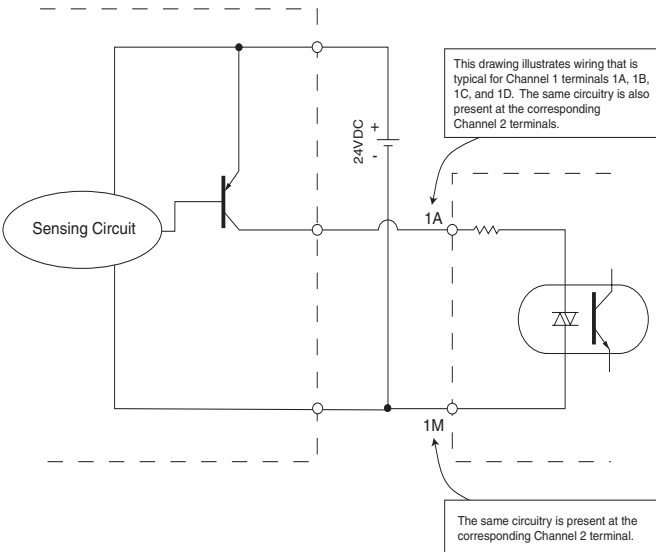 This drawing illustrates wiring that is
typical for Channel 1 terminals 1A, 1B,
1C, and 1D. The same circuitry is also
present at the corresponding
Channel 2 terminals.
24VDC
+
-
Sensing Circuit
1A
1M
The same circuitry is present at the
corresponding Channel 2 terminal.